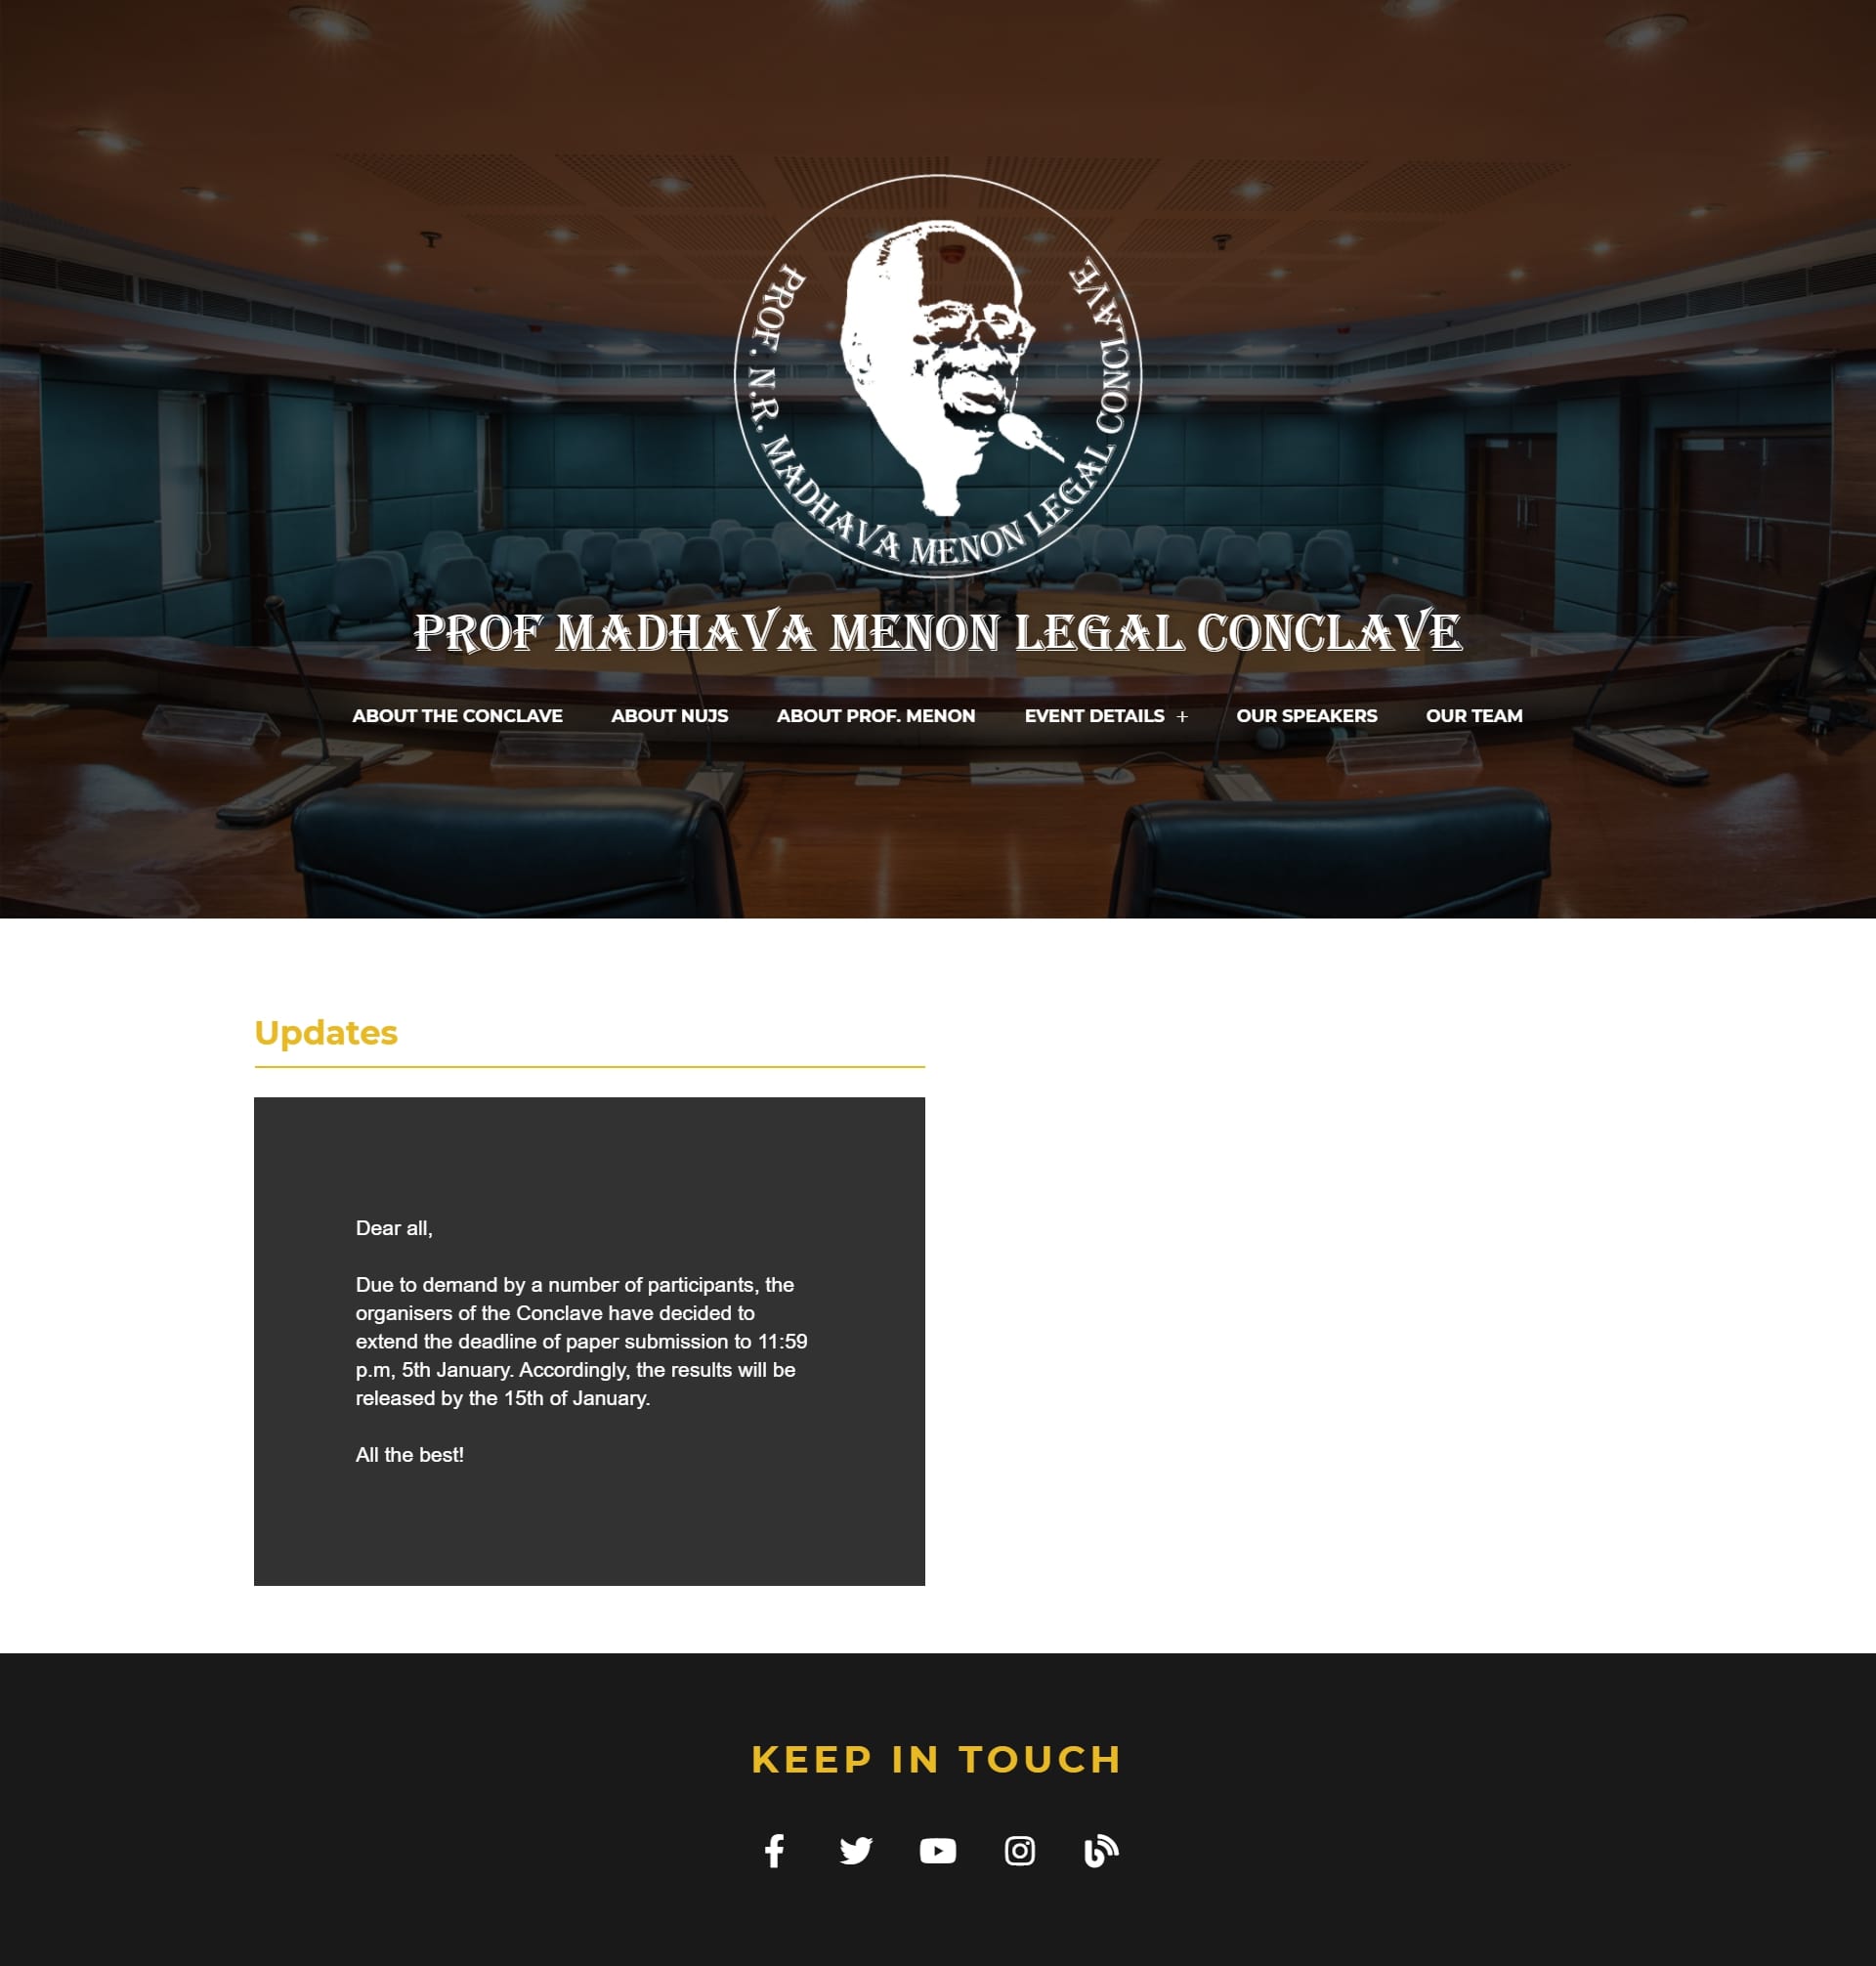 PROF. N.R. MADHAVA MENON LEGAL CONCLAVE
PROF MADHAVA MENON LEGAL CONCLAVE
ABOUT THE CONCLAVE ABOUT NUJS ABOUT PROF. MENON EVENT DETAILS + OUR SPEAKERS OUR TEAM
Updates
Dear all,
Due to demand by a number of participants, the
organisers of the Conclave have decided to
extend the deadline of paper submission to 11:59
p.m, 5th January. Accordingly, the results will be
released by the 15th of January.
All the best!
KEEP IN TOUCH